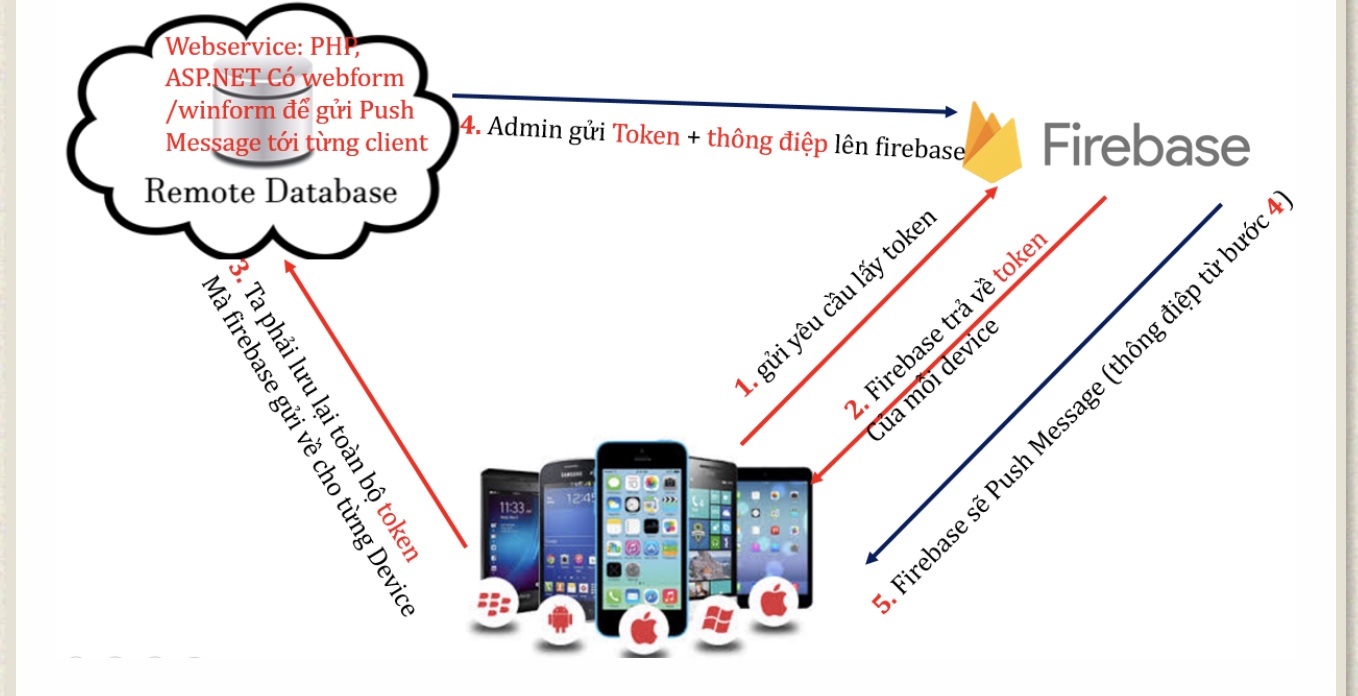 Webservice: PHP,
ASP.NET Có webform
/winform để gửi Push
Message tới từng client
Remote Database
4. Admin gửi Token + thông điệp lên firebase
Firebase
1. gửi yêu cầu lấy token
2. Firebase trả về token
Của mỗi device
5. Firebase sẽ Push Message (thông điệp từ bước 4)
3. Ta phải lưu lại toàn bộ token
Mà firebase gửi về cho từng Device
11:33
SAMSUNG
12:45